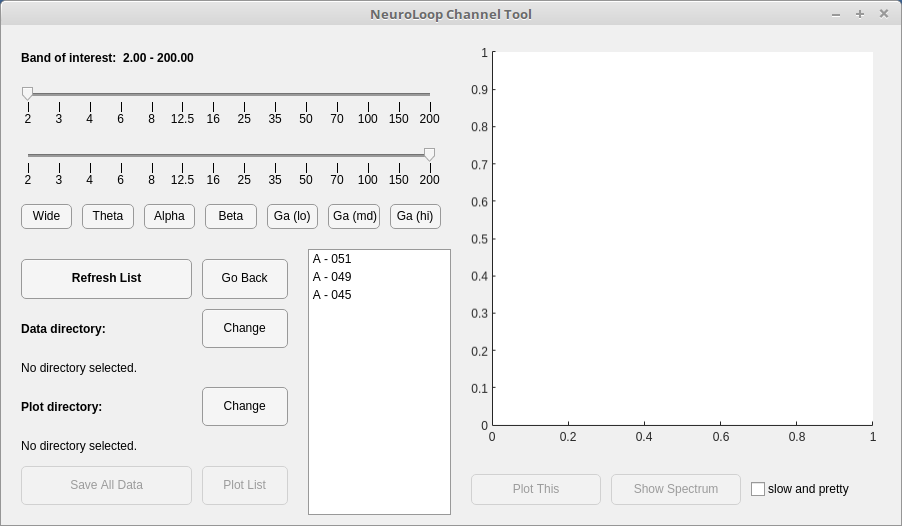 NeuroLoop Channel Tool
Band of interest: 2.00 - 200.00
2 3 4 6 8 12.5 16 25 35 50 70 100 150 200
2 3 4 6 8 12.5 16 25 35 50 70 100 150 200
Wide Theta Alpha Beta Ga (lo) Ga (md) Ga (hi)
Refresh List Go Back
Data directory: Change
No directory selected.
Plot directory: Change
No directory selected.
Save All Data Plot List
A - 051
A - 049
A - 045
1
0.9
0.8
0.7
0.6
0.5
0.4
0.3
0.2
0.1
0
0 0.2 0.4 0.6 0.8 1
Plot This Show Spectrum slow and pretty